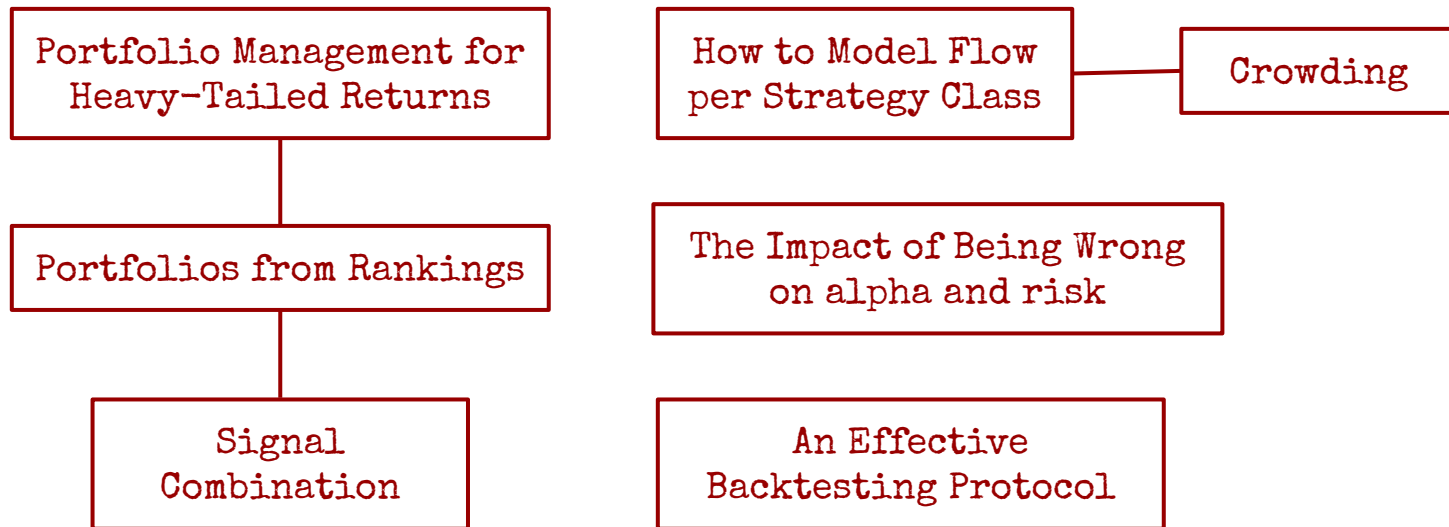 Portfolio Management for
Heavy-Tailed Returns
How to Model Flow
per Strategy Class
Crowding
Portfolios from Rankings
The Impact of Being Wrong
on alpha and risk
Signal
Combination
An Effective
Backtesting Protocol